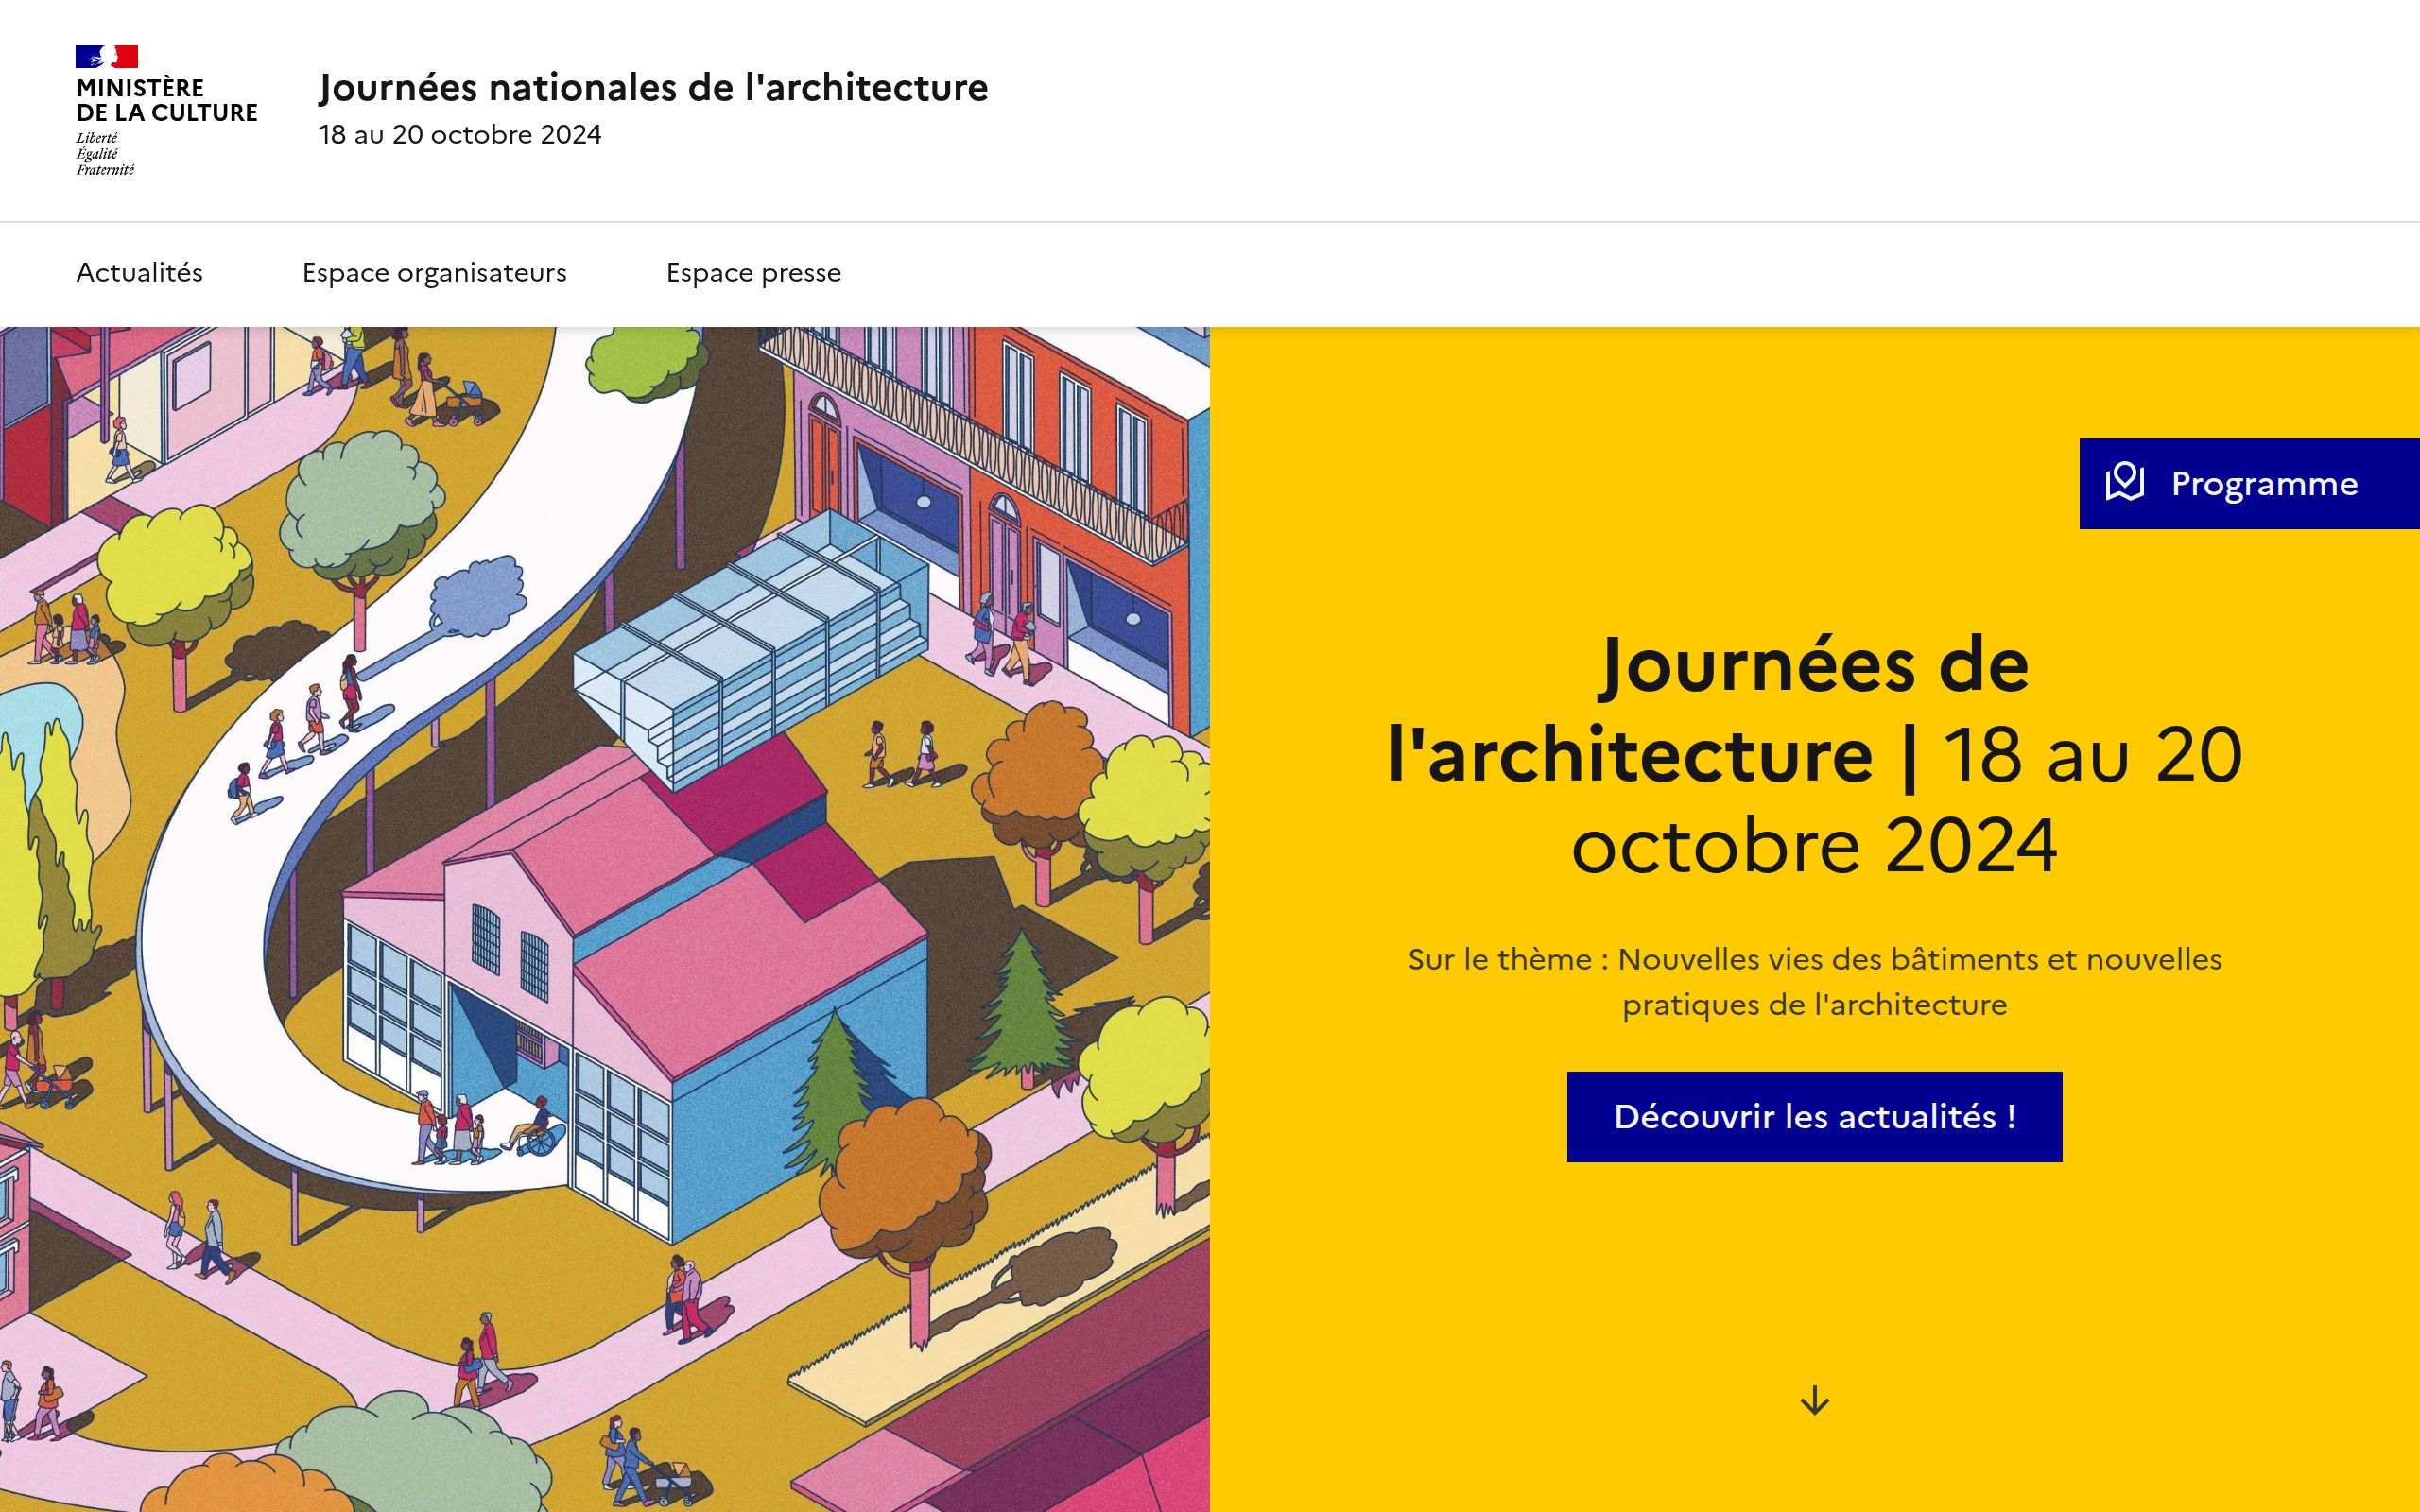 MINISTÈRE
DE LA CULTURE
Liberté
Égalité
Fraternité
Journées nationales de l'architecture
18 au 20 octobre 2024
Actualités
Espace organisateurs
Espace presse
Programme
Journées de
l'architecture | 18 au 20
octobre 2024
Sur le thème : Nouvelles vies des bâtiments et nouvelles
pratiques de l'architecture
Découvrir les actualités !